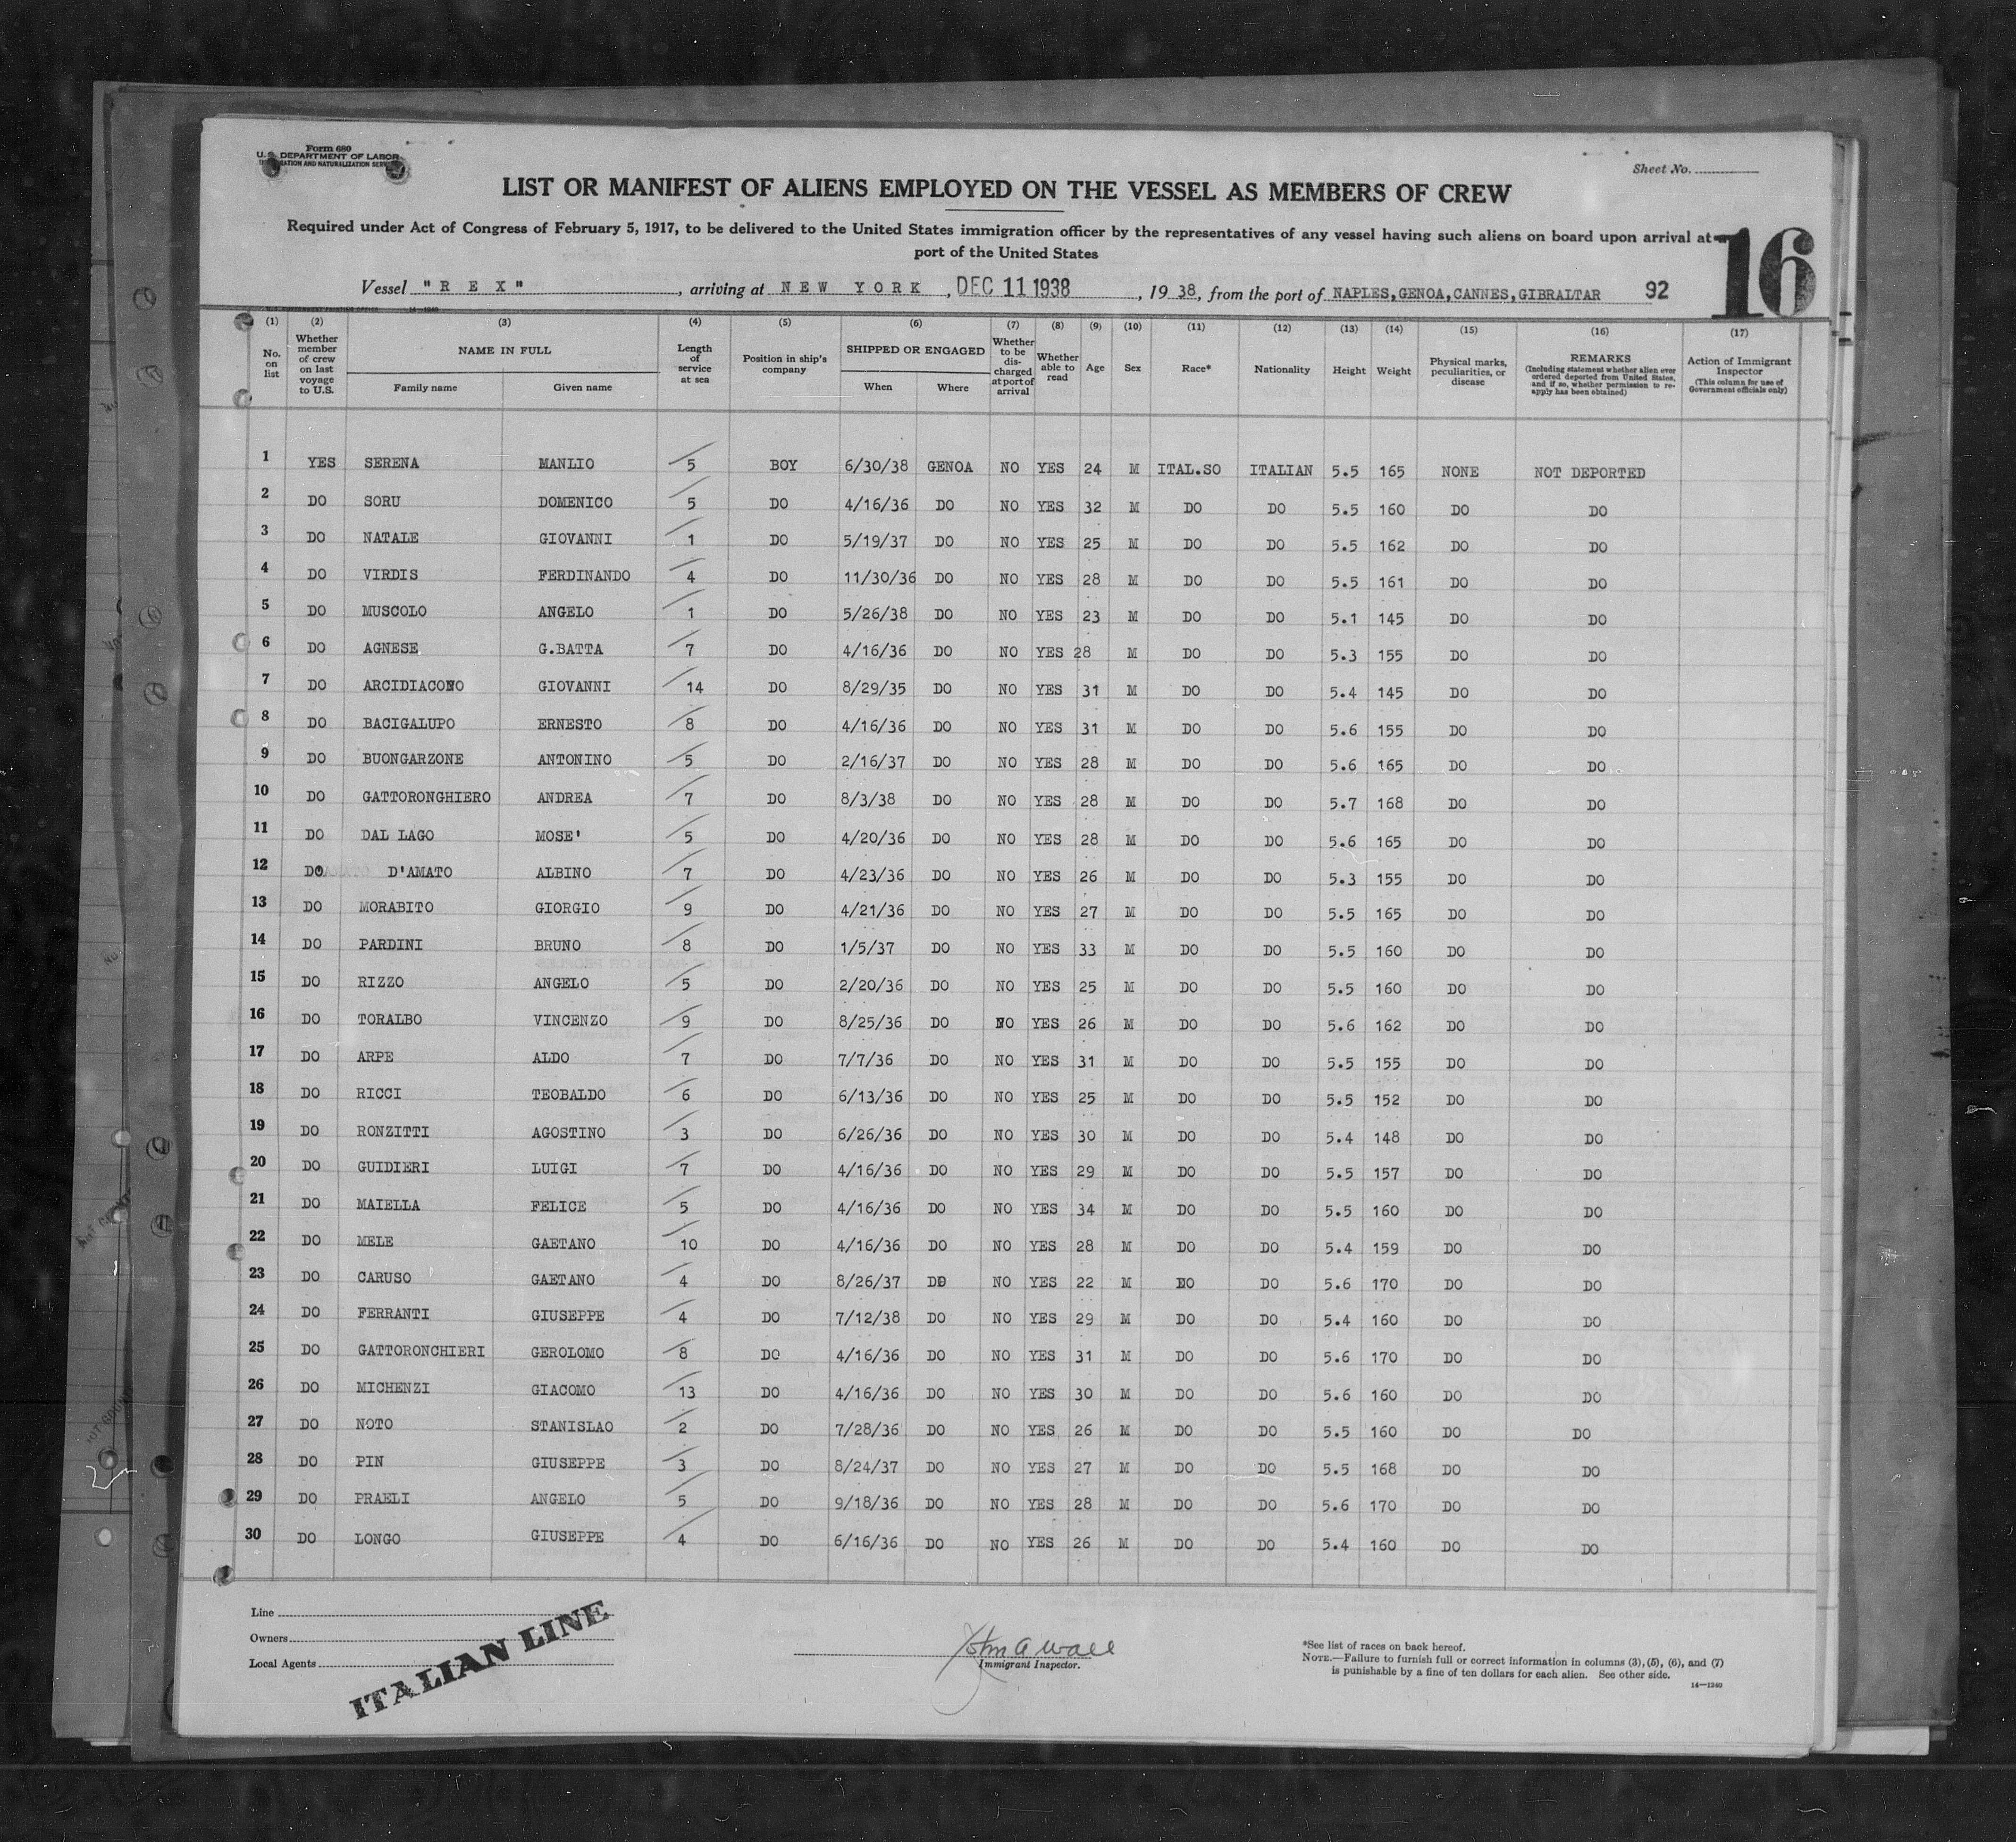 Form 680
U.S. DEPARTMENT OF LABOR
IMMIGRATION AND NATURALIZATION SERVICE
Sheet No.
LIST OR MANIFEST OF ALIENS EMPLOYED ON THE VESSEL AS MEMBERS OF CREW
Required under Act of Congress of February 5, 1917, to be delivered to the United States immigration officer by the representatives of any vessel having such aliens on board upon arrival at
port of the United States
16
Vessel "R E X", arriving at NEW YORK, DEC 11 1938, 1938, from the port of NAPLES,GENOA,CANNES,GIBRALTAR 92
(1) (2) (3) (4) (5) (6) (7) (8) (9) (10) (11) (12) (13) (14) (15) (16) (17)
No. on list | Whether member of crew on last voyage to U.S. | NAME IN FULL Family name Given name | Length of service at sea | Position in ship's company | SHIPPED OR ENGAGED When Where | Whether to be discharged at port of arrival | Whether able to read | Age | Sex | Race* | Nationality | Height | Weight | Physical marks, peculiarities, or disease | REMARKS (Including statement whether alien ever ordered deported from United States, and if so, whether permission to reapply has been obtained) | Action of Immigrant Inspector (This column for use of Government officials only)
1 YES SERENA MANLIO 5 BOY 6/30/38 GENOA NO YES 24 M ITAL.SO ITALIAN 5.5 165 NONE NOT DEPORTED
2 DO SORU DOMENICO 5 DO 4/16/36 DO NO YES 32 M DO DO 5.5 160 DO DO
3 DO NATALE GIOVANNI 1 DO 5/19/37 DO NO YES 25 M DO DO 5.5 162 DO DO
4 DO VIRDIS FERDINANDO 4 DO 11/30/36 DO NO YES 28 M DO DO 5.5 161 DO DO
5 DO MUSCOLO ANGELO 1 DO 5/26/38 DO NO YES 23 M DO DO 5.1 145 DO DO
6 DO AGNESE G.BATTA 7 DO 4/16/36 DO NO YES 28 M DO DO 5.3 155 DO DO
7 DO ARCIDIACONO GIOVANNI 14 DO 8/29/35 DO NO YES 31 M DO DO 5.4 145 DO DO
8 DO BACIGALUPO ERNESTO 8 DO 4/16/36 DO NO YES 31 M DO DO 5.6 155 DO DO
9 DO BUONGARZONE ANTONINO 5 DO 2/16/37 DO NO YES 28 M DO DO 5.6 165 DO DO
10 DO GATTORONGHIERO ANDREA 7 DO 8/3/38 DO NO YES 28 M DO DO 5.7 168 DO DO
11 DO DAL LAGO MOSE' 5 DO 4/20/36 DO NO YES 28 M DO DO 5.6 165 DO DO
12 DO D'AMATO ALBINO 7 DO 4/23/36 DO NO YES 26 M DO DO 5.3 155 DO DO
13 DO MORABITO GIORGIO 9 DO 4/21/36 DO NO YES 27 M DO DO 5.5 165 DO DO
14 DO PARDINI BRUNO 8 DO 1/5/37 DO NO YES 33 M DO DO 5.5 160 DO DO
15 DO RIZZO ANGELO 5 DO 2/20/36 DO NO YES 25 M DO DO 5.5 160 DO DO
16 DO TORALBO VINCENZO 9 DO 8/25/36 DO NO YES 26 M DO DO 5.6 162 DO DO
17 DO ARPE ALDO 7 DO 7/7/36 DO NO YES 31 M DO DO 5.5 155 DO DO
18 DO RICCI TEOBALDO 6 DO 6/13/36 DO NO YES 25 M DO DO 5.5 152 DO DO
19 DO RONZITTI AGOSTINO 3 DO 6/26/36 DO NO YES 30 M DO DO 5.4 148 DO DO
20 DO GUIDIERI LUIGI 7 DO 4/16/36 DO NO YES 29 M DO DO 5.5 157 DO DO
21 DO MAIELLA FELICE 5 DO 4/16/36 DO NO YES 34 M DO DO 5.5 160 DO DO
22 DO MELE GAETANO 10 DO 4/16/36 DO NO YES 28 M DO DO 5.4 159 DO DO
23 DO CARUSO GAETANO 4 DO 8/26/37 DO NO YES 22 M DO DO 5.6 170 DO DO
24 DO FERRANTI GIUSEPPE 4 DO 7/12/38 DO NO YES 29 M DO DO 5.4 160 DO DO
25 DO GATTORONCHIERI GEROLOMO 8 DO 4/16/36 DO NO YES 31 M DO DO 5.6 170 DO DO
26 DO MICHENZI GIACOMO 13 DO 4/16/36 DO NO YES 30 M DO DO 5.6 160 DO DO
27 DO NOTO STANISLAO 2 DO 7/28/36 DO NO YES 26 M DO DO 5.5 160 DO DO
28 DO PIN GIUSEPPE 3 DO 8/24/37 DO NO YES 27 M DO DO 5.5 168 DO DO
29 DO PRAELI ANGELO 5 DO 9/18/36 DO NO YES 28 M DO DO 5.6 170 DO DO
30 DO LONGO GIUSEPPE 4 DO 6/16/36 DO NO YES 26 M DO DO 5.4 160 DO DO
Line
Owners
Local Agents
ITALIAN LINE
John A Wall
Immigrant Inspector.
*See list of races on back hereof.
NOTE.—Failure to furnish full or correct information in columns (3), (5), (6), and (7)
is punishable by a fine of ten dollars for each alien. See other side.
14—1240